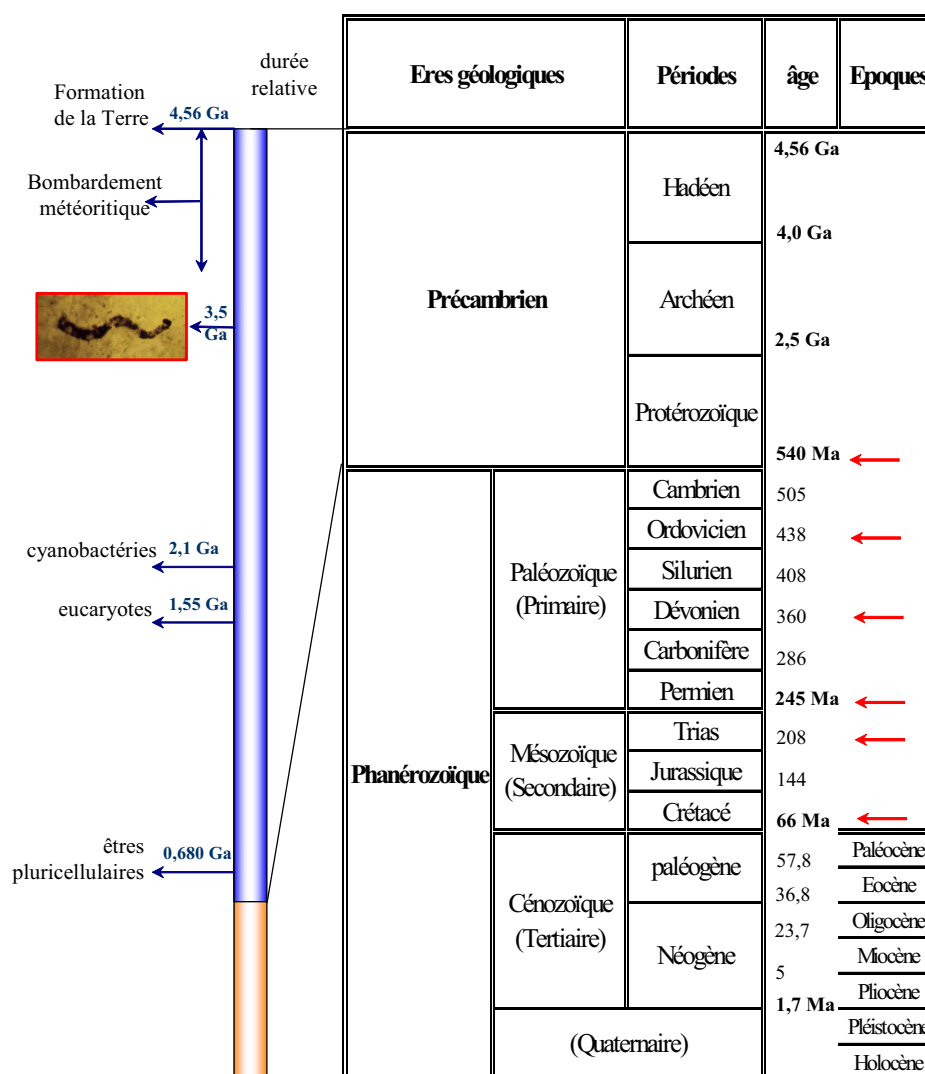 durée
relative
Formation
de la Terre
4,56 Ga
Bombardement
météoritique
3,5
Ga
cyanobactéries
2,1 Ga
eucaryotes
1,55 Ga
êtres
pluricellulaires
0,680 Ga
Eres géologiques
Périodes
âge
Epoques
Précambrien
Hadéen
4,56 Ga
4,0 Ga
Archéen
2,5 Ga
Protérozoïque
540 Ma
Phanérozoïque
Paléozoïque
(Primaire)
Cambrien
505
Ordovicien
438
Silurien
408
Dévonien
360
Carbonifère
286
Permien
245 Ma
Mésozoïque
(Secondaire)
Trias
208
Jurassique
144
Crétacé
66 Ma
Cénozoïque
(Tertiaire)
paléogène
57,8
36,8
Néogène
23,7
5
1,7 Ma
Paléocène
Eocène
Oligocène
Miocène
Pliocène
(Quaternaire)
Pléistocène
Holocène